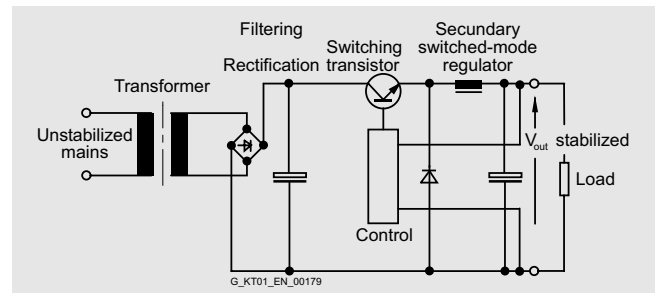 Filtering
Rectification
Switching
transistor
Secundary
switched-mode
regulator
Transformer
Unstabilized
mains
Control
Vout stabilized
Load
G_KT01_EN_00179